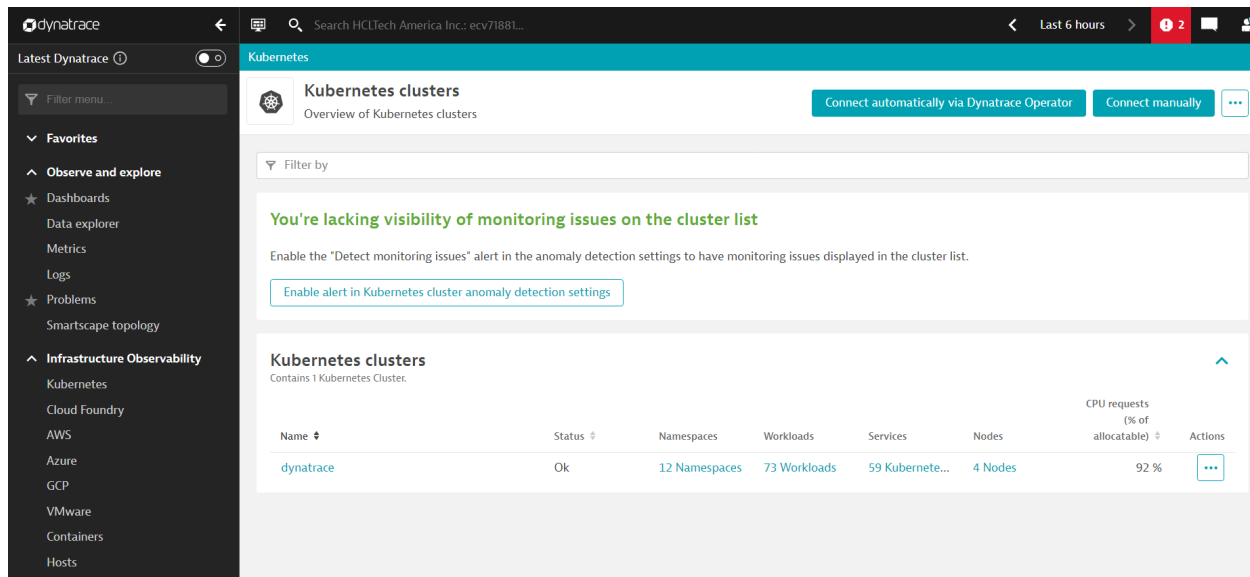 dynatrace
Search HCLTech America Inc.: ecv71881...
Last 6 hours
2
Latest Dynatrace
Kubernetes
Filter menu...
Favorites
Observe and explore
Dashboards
Data explorer
Metrics
Logs
Problems
Smartscape topology
Infrastructure Observability
Kubernetes
Cloud Foundry
AWS
Azure
GCP
VMware
Containers
Hosts
Kubernetes clusters
Overview of Kubernetes clusters
Connect automatically via Dynatrace Operator
Connect manually
...
Filter by
You're lacking visibility of monitoring issues on the cluster list
Enable the "Detect monitoring issues" alert in the anomaly detection settings to have monitoring issues displayed in the cluster list.
Enable alert in Kubernetes cluster anomaly detection settings
Kubernetes clusters
Contains 1 Kubernetes Cluster.
Name Status Namespaces Workloads Services Nodes CPU requests (% of allocatable) Actions
dynatrace Ok 12 Namespaces 73 Workloads 59 Kubernete... 4 Nodes 92 % ...